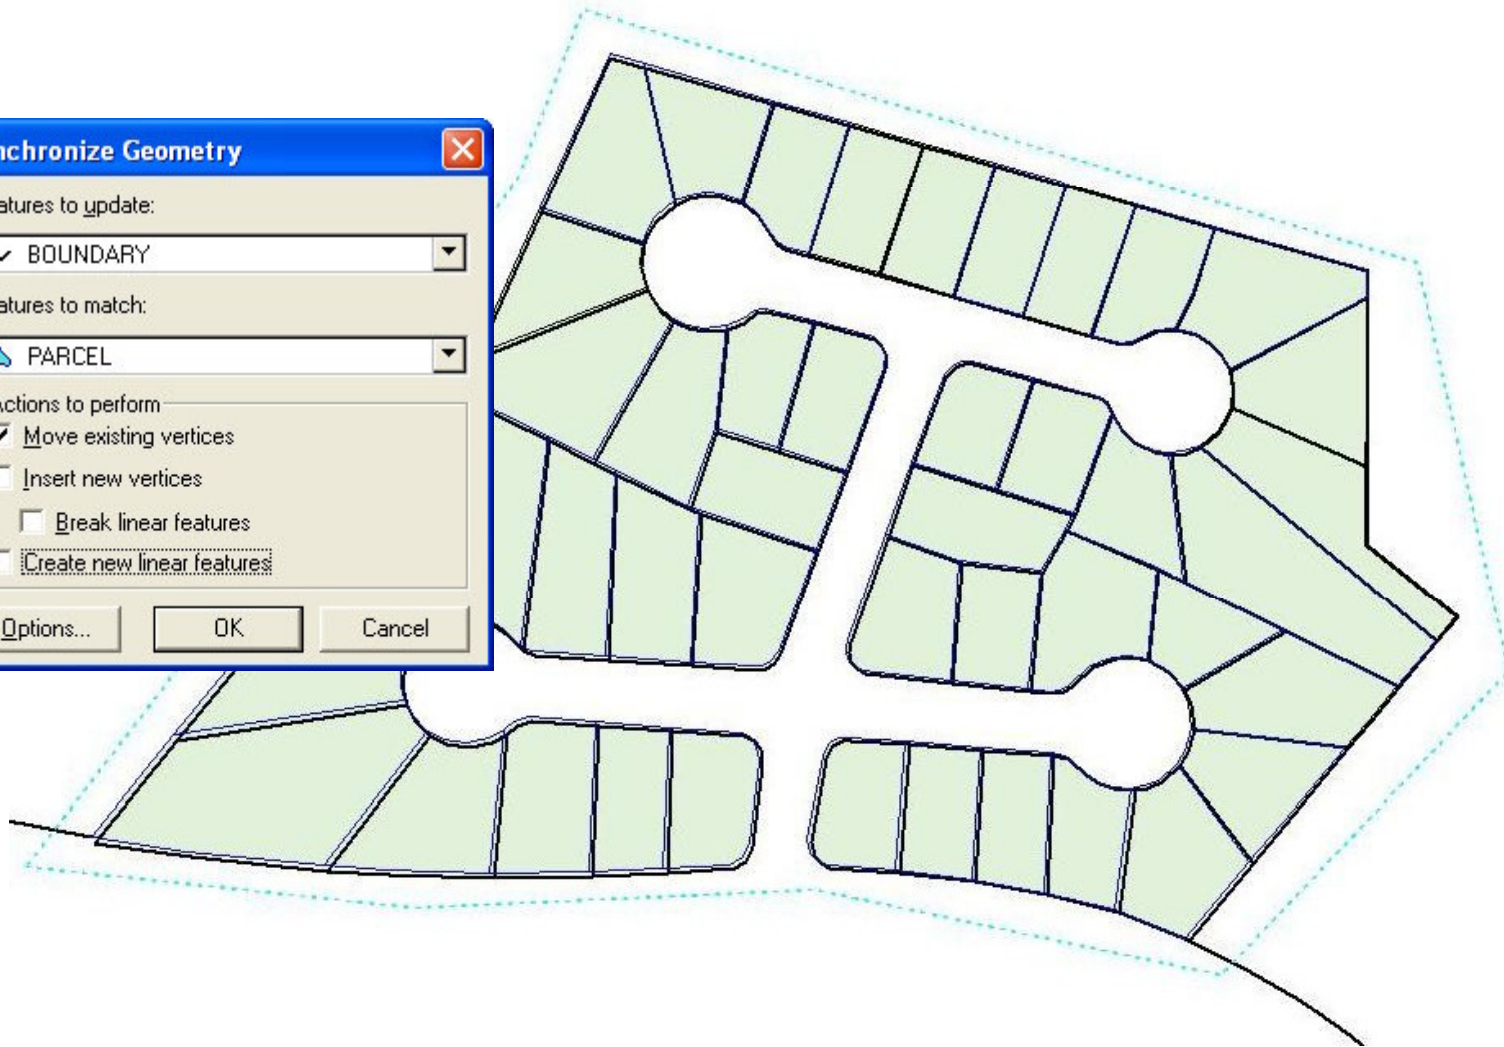 nchronize Geometry
atures to update:
BOUNDARY
atures to match:
PARCEL
Actions to perform
Move existing vertices
Insert new vertices
Break linear features
Create new linear features
Options...
OK
Cancel